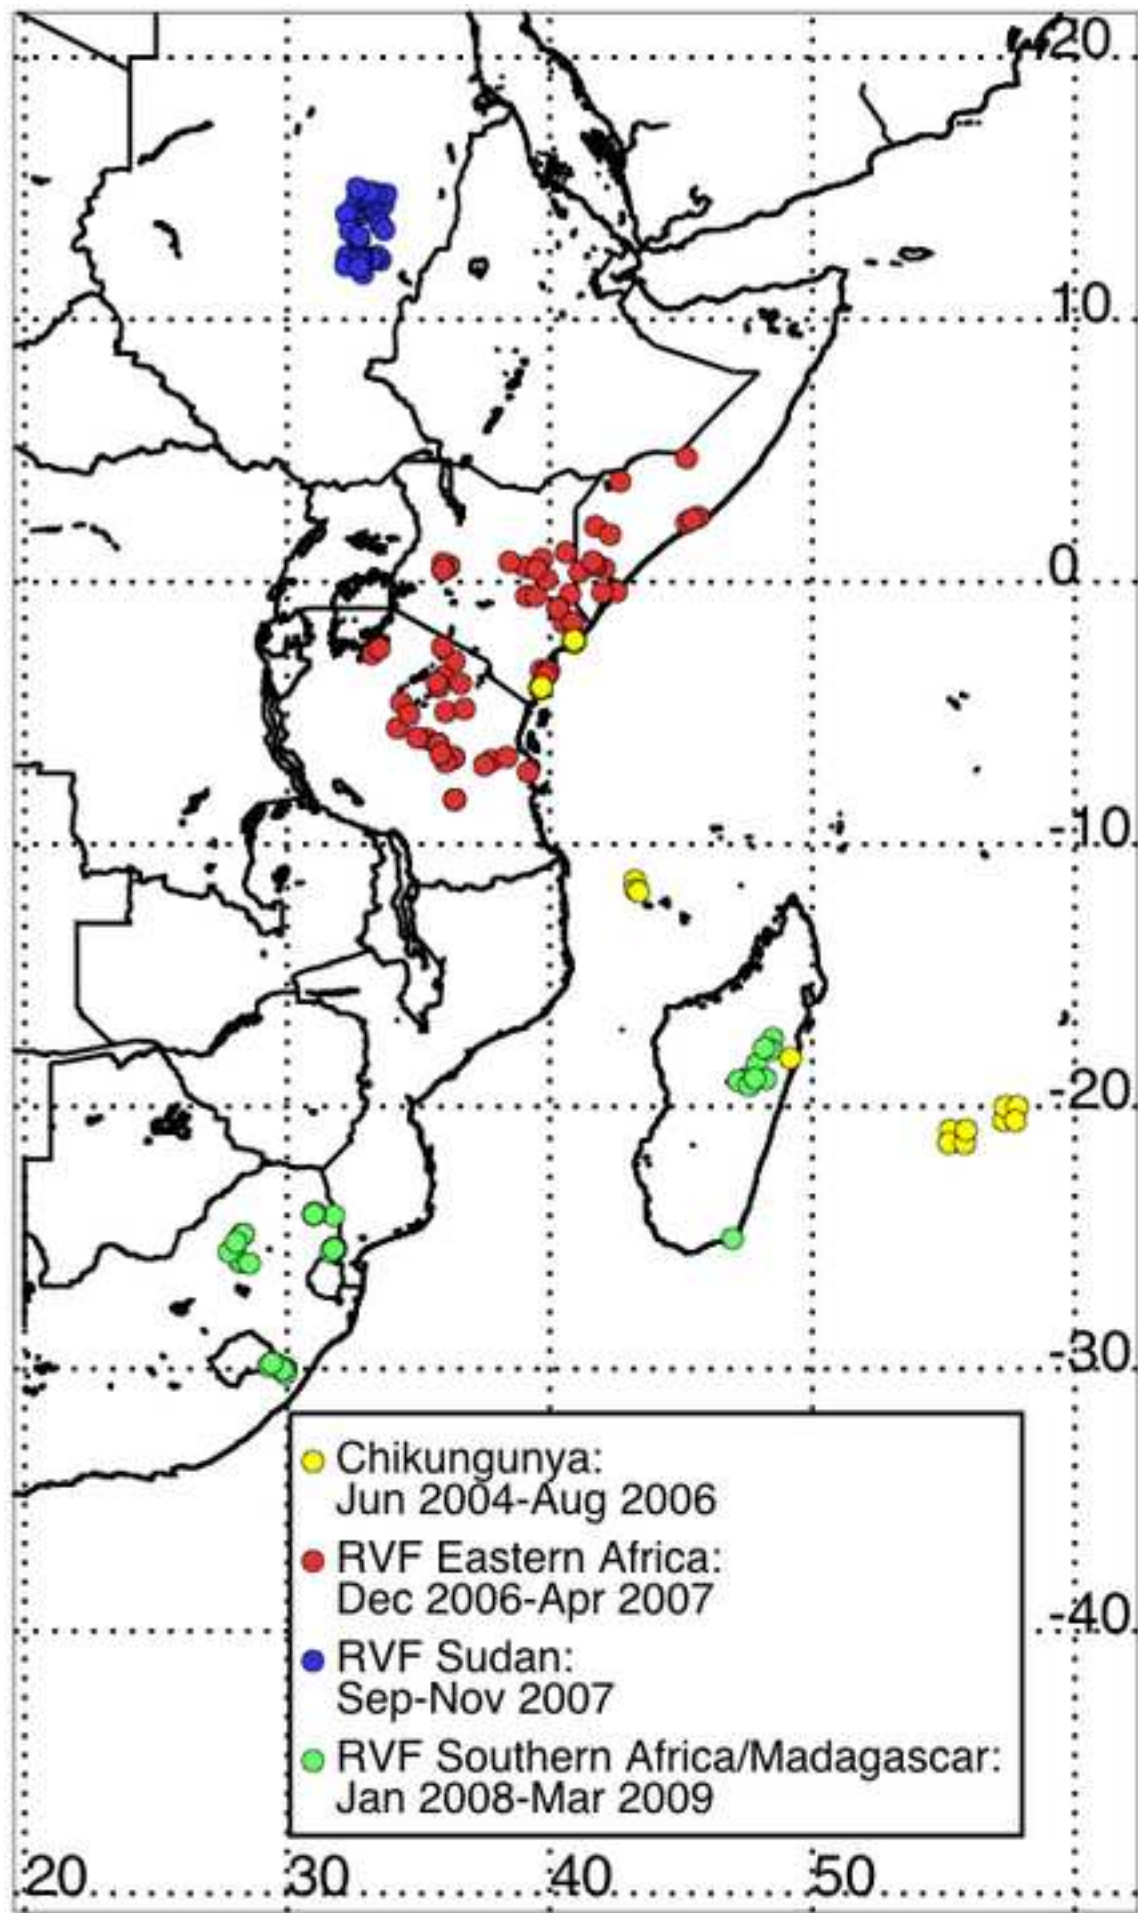 20
10
0
-10
-20
-30
Chikungunya:
Jun 2004-Aug 2006
RVF Eastern Africa:
Dec 2006-Apr 2007
-40
RVF Sudan:
Sep-Nov 2007
RVF Southern Africa/Madagascar:
Jan 2008-Mar 2009
20 30 40 50